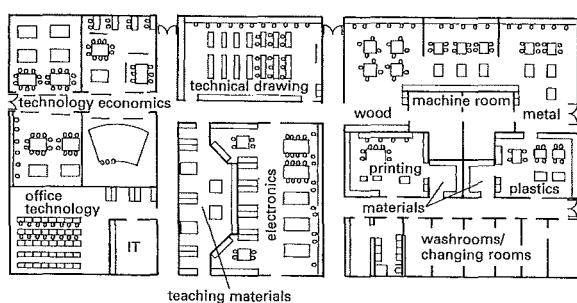 technology economics
technical drawing
wood
machine room
metal
printing
plastics
materials
office
technology
IT
electronics
washrooms/
changing rooms
teaching materials